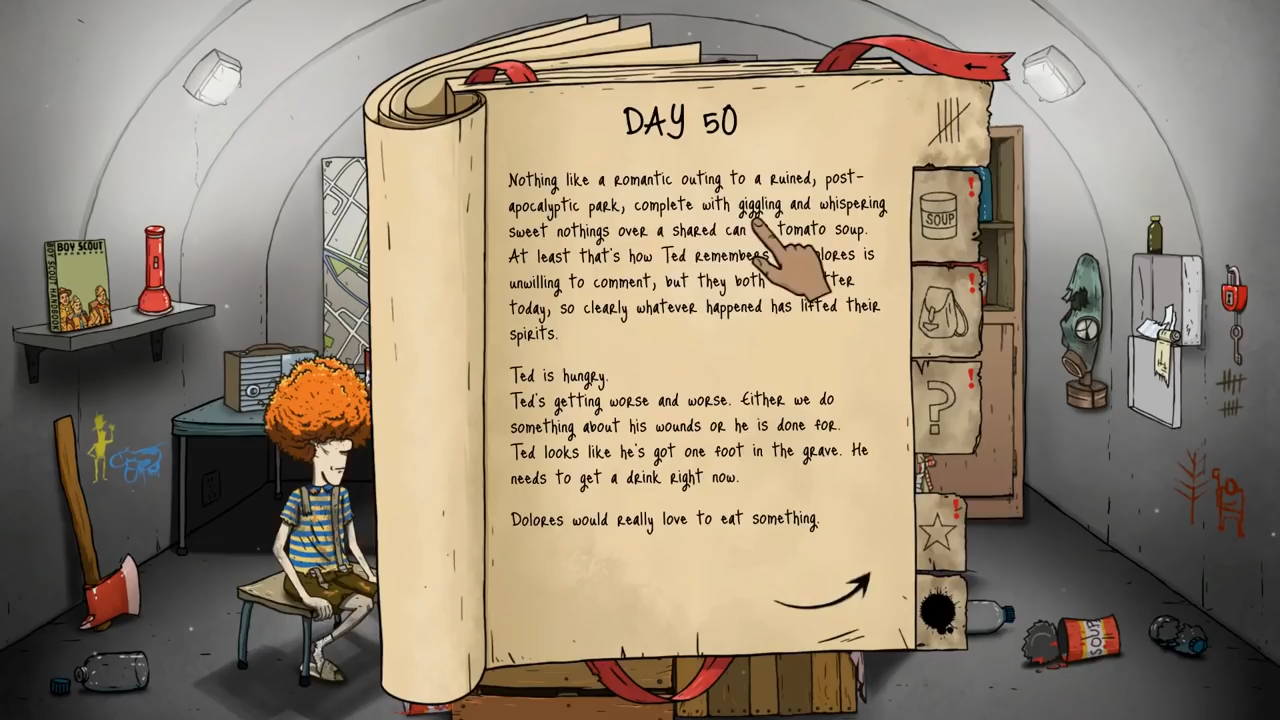 DAY 50
Nothing like a romantic outing to a ruined, post-
apocalyptic park, complete with giggling and whispering
sweet nothings over a shared can tomato soup.
At least that's how Ted remembers is
unwilling to comment, but they both
today, so clearly whatever happened has lifted their
spirits.
Ted is hungry.
Ted's getting worse and worse. Either we do
something about his wounds or he is done for.
Ted looks like he's got one foot in the grave. He
needs to get a drink right now.
Dolores would really love to eat something.
SOUP
!
!
?
!
!
BOY SCOUT
BOY SCOUT HANDBOOK
SOUP